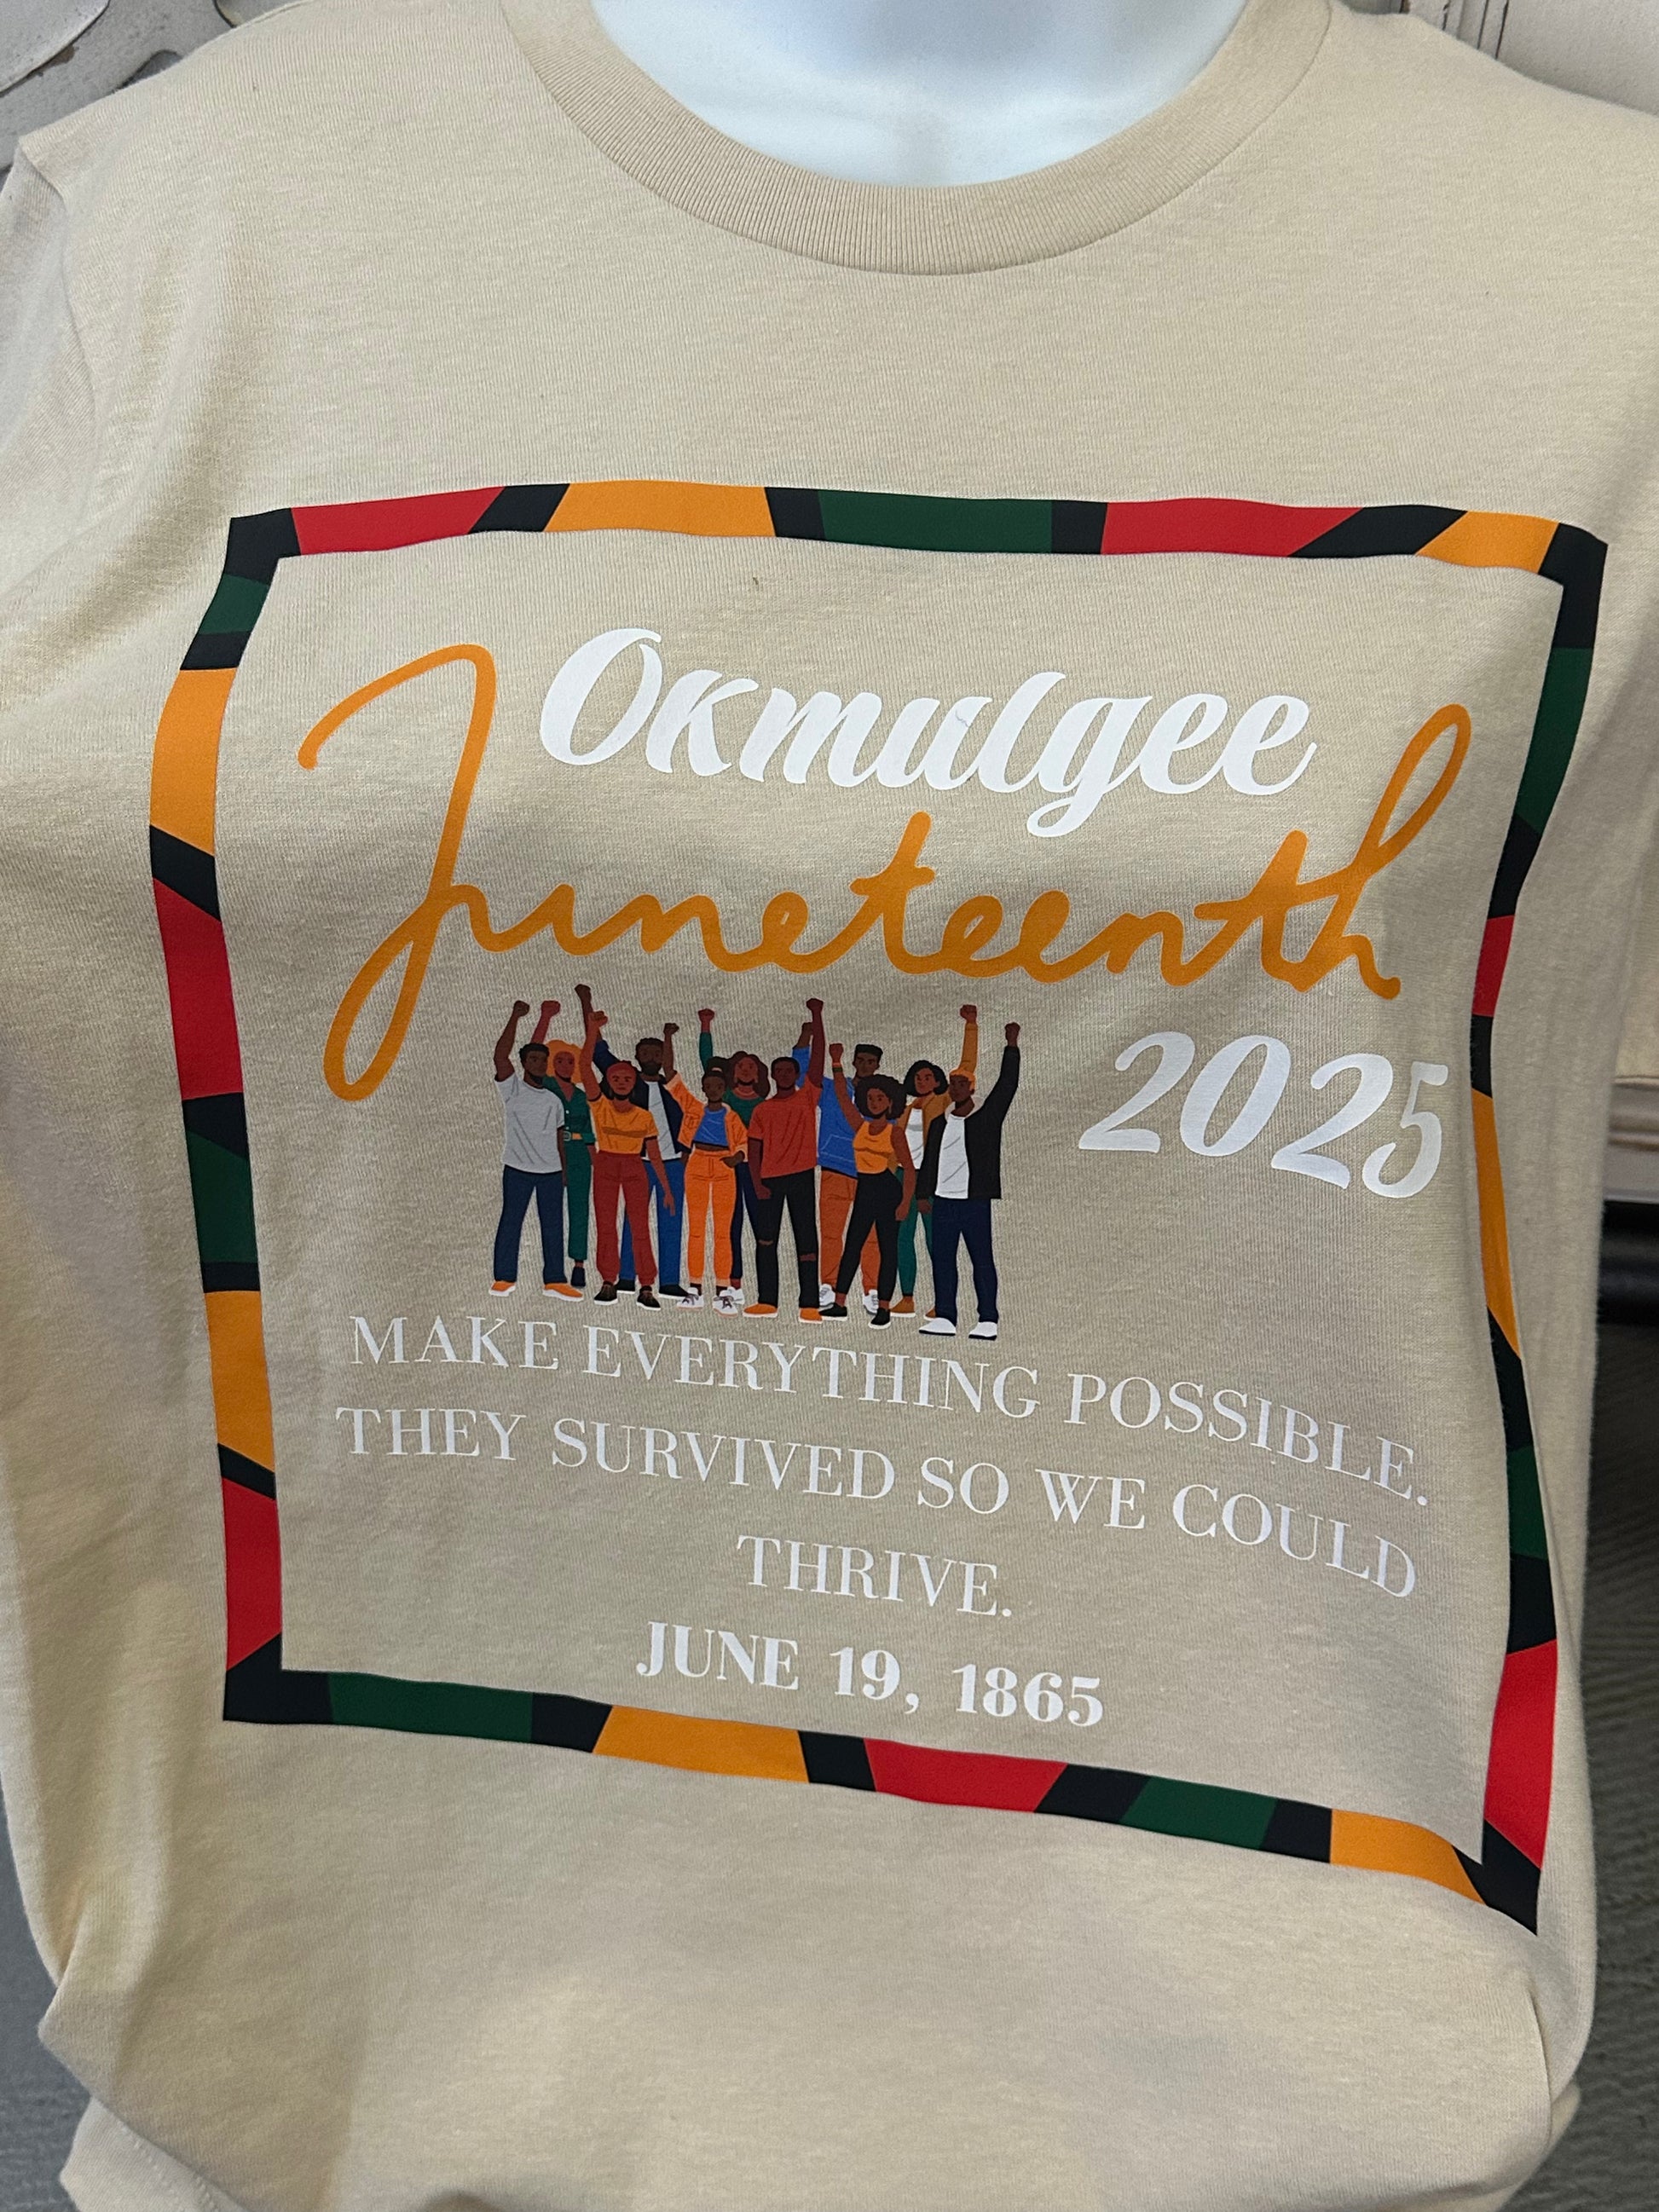 Okmulgee
Juneteenth
2025
MAKE EVERYTHING POSSIBLE.
THEY SURVIVED SO WE COULD
THRIVE.
JUNE 19, 1865